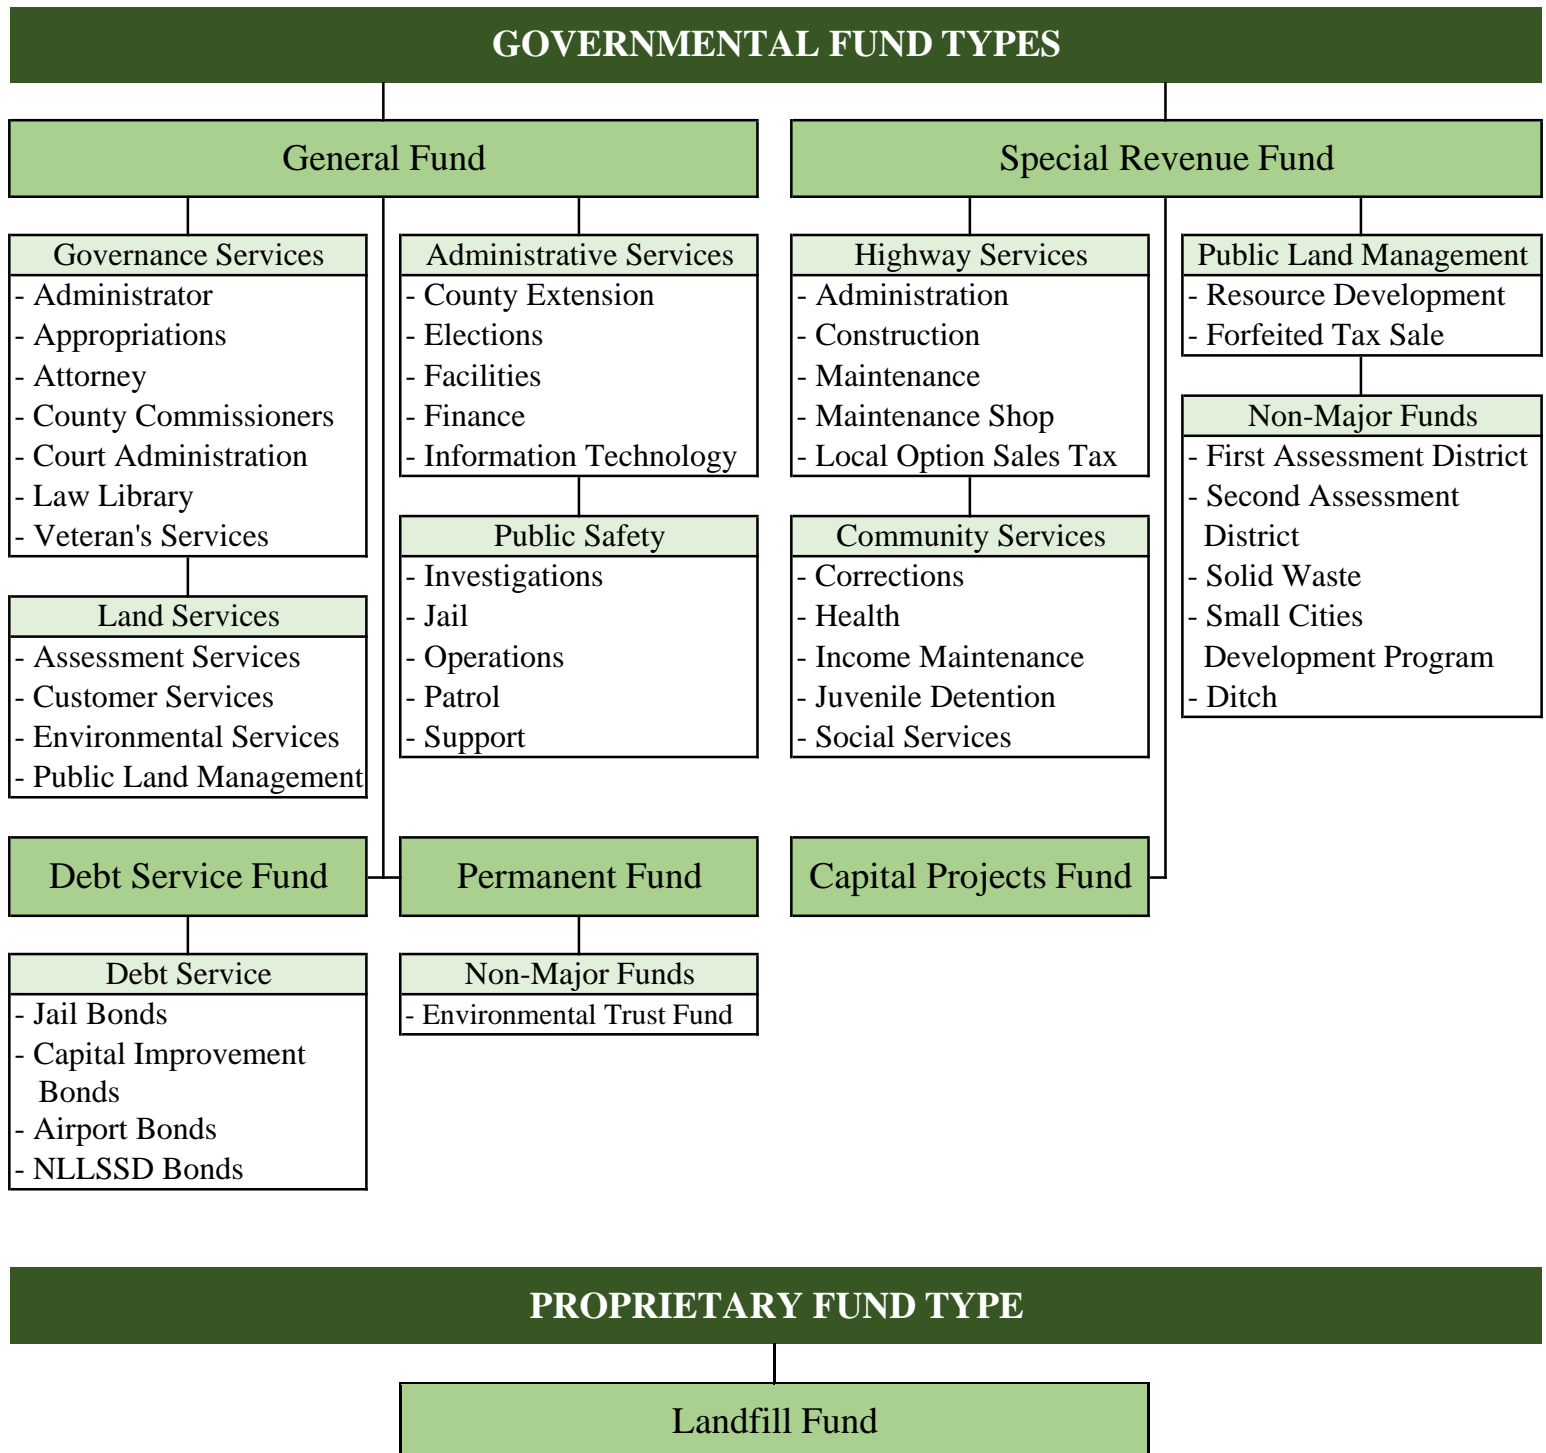 GOVERNMENTAL FUND TYPES
General Fund
Governance Services
- Administrator
- Appropriations
- Attorney
- County Commissioners
- Court Administration
- Law Library
- Veteran's Services
Land Services
- Assessment Services
- Customer Services
- Environmental Services
- Public Land Management
Administrative Services
- County Extension
- Elections
- Facilities
- Finance
- Information Technology
Public Safety
- Investigations
- Jail
- Operations
- Patrol
- Support
Special Revenue Fund
Highway Services
- Administration
- Construction
- Maintenance
- Maintenance Shop
- Local Option Sales Tax
Community Services
- Corrections
- Health
- Income Maintenance
- Juvenile Detention
- Social Services
Public Land Management
- Resource Development
- Forfeited Tax Sale
Non-Major Funds
- First Assessment District
- Second Assessment
District
- Solid Waste
- Small Cities
Development Program
- Ditch
Debt Service Fund
Debt Service
- Jail Bonds
- Capital Improvement
Bonds
- Airport Bonds
- NLLSSD Bonds
Permanent Fund
Non-Major Funds
- Environmental Trust Fund
Capital Projects Fund
PROPRIETARY FUND TYPE
Landfill Fund